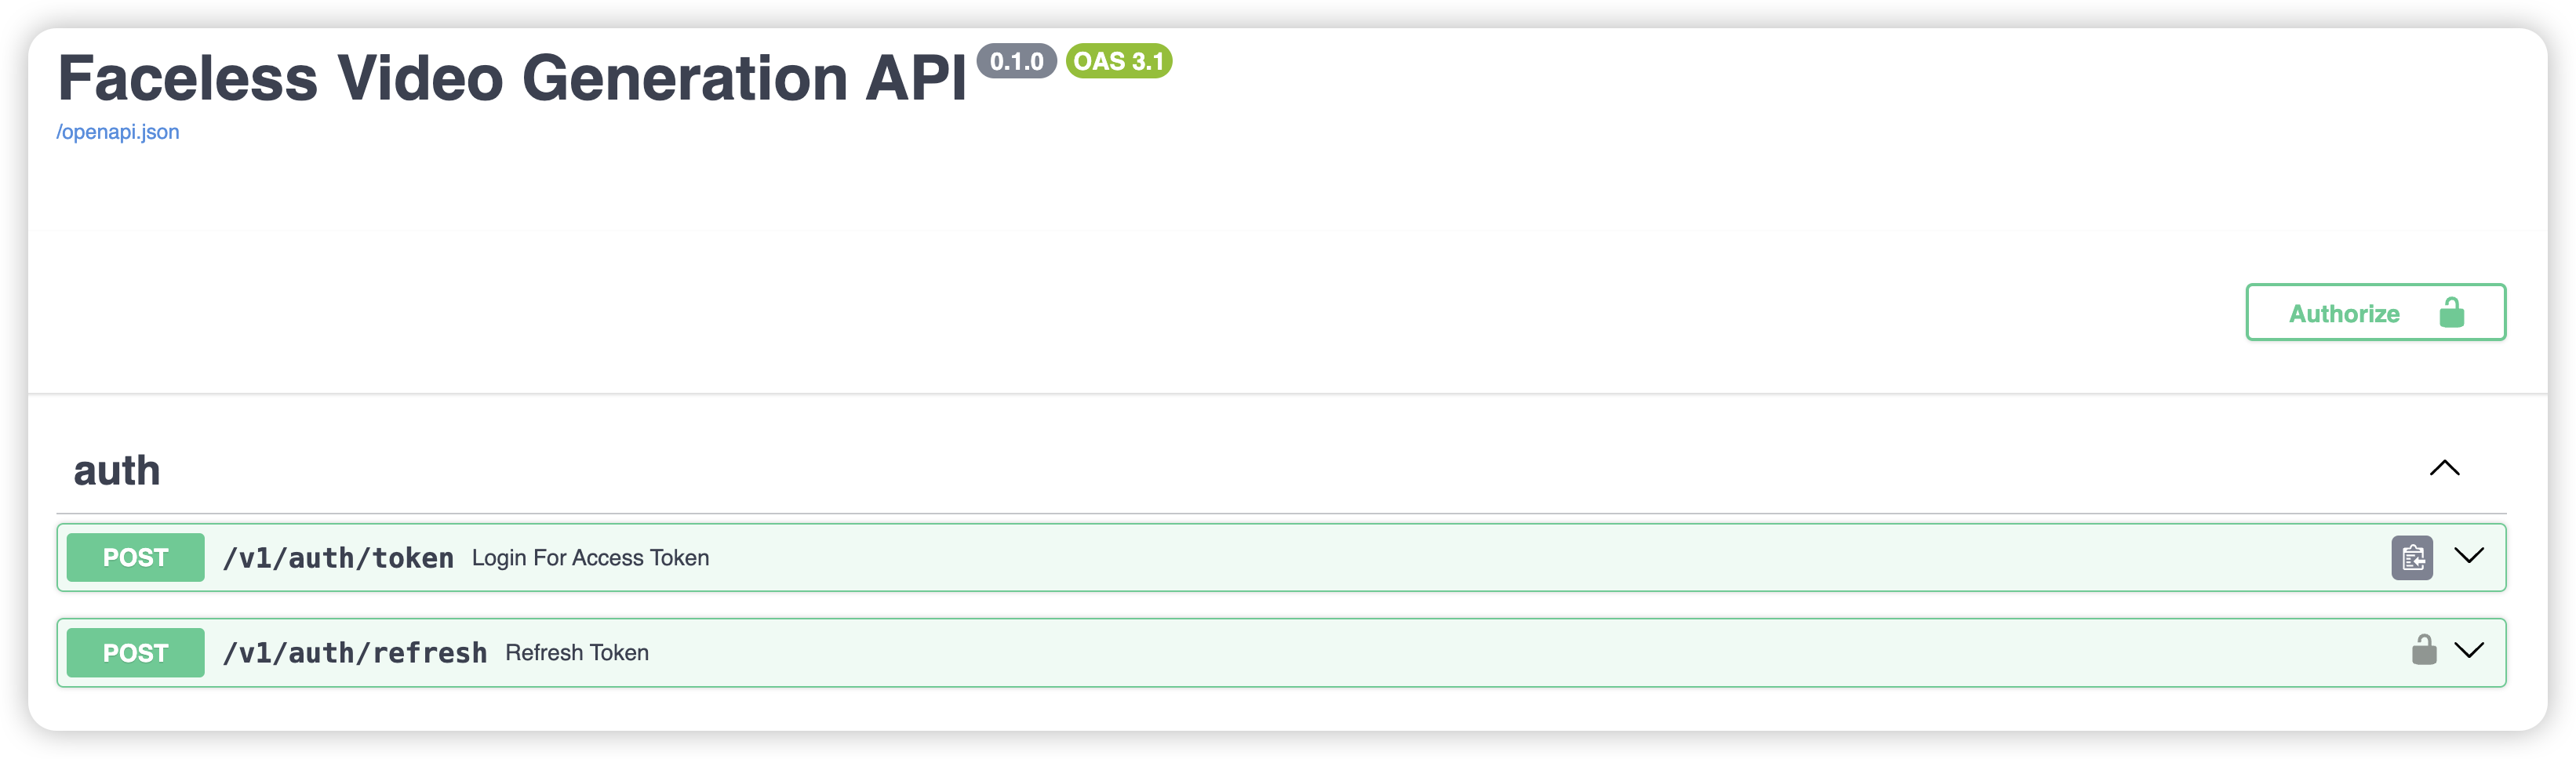 Faceless Video Generation API 0.1.0 OAS 3.1
/openapi.json
Authorize
auth
POST /v1/auth/token Login For Access Token
POST /v1/auth/refresh Refresh Token